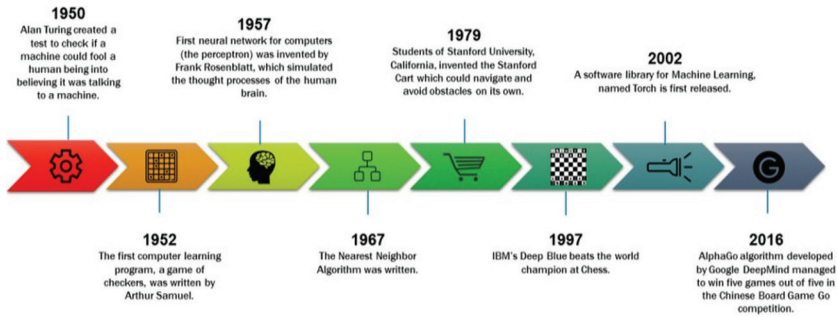 1950
Alan Turing created a
test to check if a
machine could fool a
human being into
believing it was talking
to a machine.
1952
The first computer learning
program, a game of
checkers, was written by
Arthur Samuel.
1957
First neural network for computers
(the perceptron) was invented by
Frank Rosenblatt, which simulated
the thought processes of the human
brain.
1967
The Nearest Neighbor
Algorithm was written.
1979
Students of Stanford University,
California, invented the Stanford
Cart which could navigate and
avoid obstacles on its own.
1997
IBM's Deep Blue beats the world
champion at Chess.
2002
A software library for Machine Learning,
named Torch is first released.
G
2016
AlphaGo algorithm developed
by Google DeepMind managed
to win five games out of five in
the Chinese Board Game Go
competition.